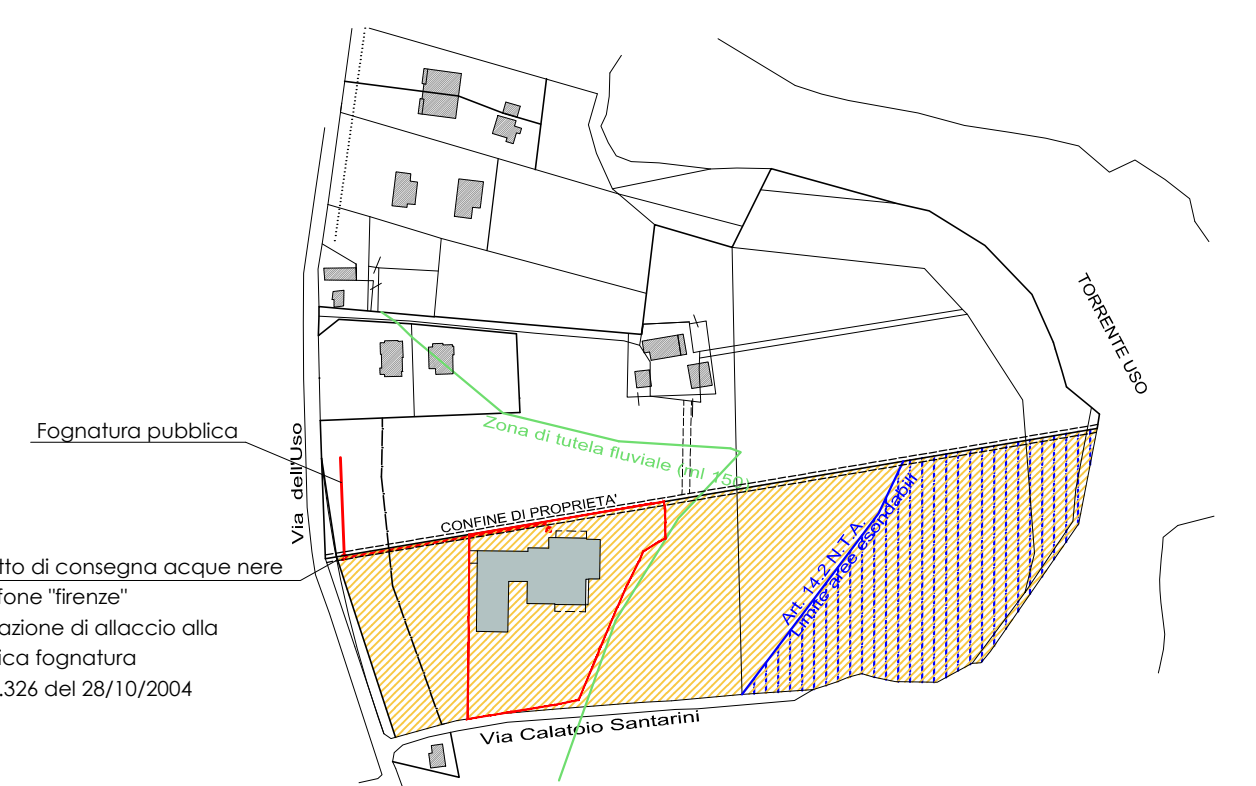 TORRENTE USO
Fognatura pubblica
Via dell'Uso
Zona di tutela fluviale (ml 150)
CONFINE DI PROPRIETA'
Art. 14.2 N.T.A.
Limite aree esondabili
tto di consegna acque nere
fone "firenze"
azione di allaccio alla
ica fognatura
.326 del 28/10/2004
Via Calatoio Santarini